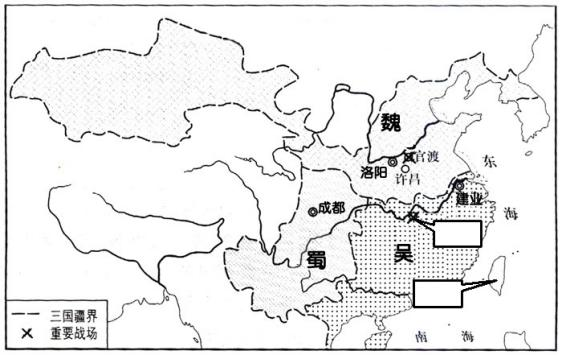 魏
官渡
洛阳
许昌
东
海
建业
成都
吴
蜀
三国疆界
重要战场
南 海